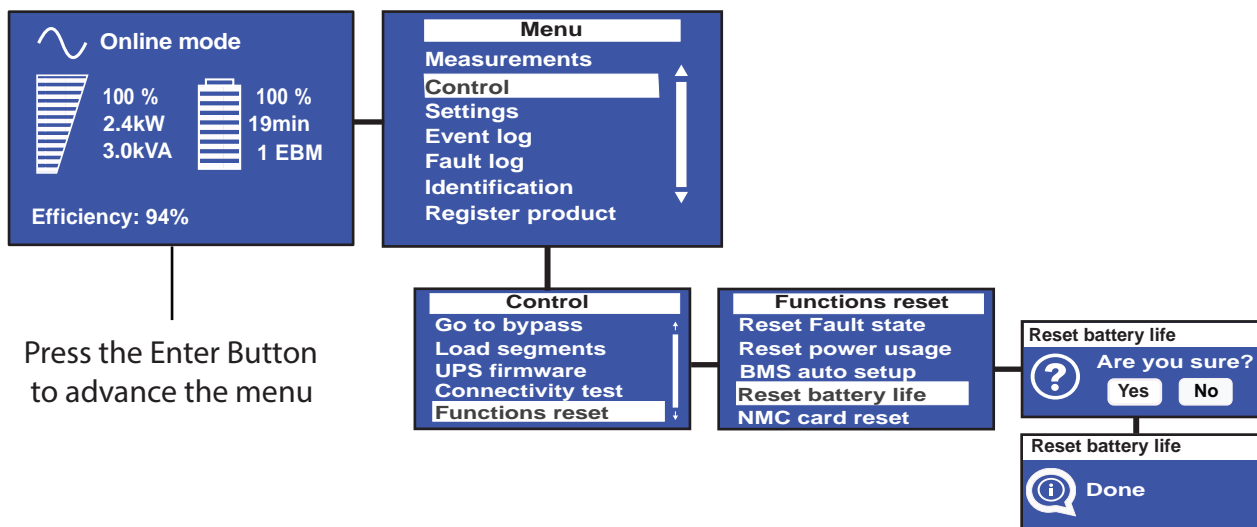 Online mode
100 %
2.4kW
3.0kVA
100 %
19min
1 EBM
Efficiency: 94%
Press the Enter Button
to advance the menu
Menu
Measurements
Control
Settings
Event log
Fault log
Identification
Register product
Control
Go to bypass
Load segments
UPS firmware
Connectivity test
Functions reset
Functions reset
Reset Fault state
Reset power usage
BMS auto setup
Reset battery life
NMC card reset
Reset battery life
?
Are you sure?
Yes No
Reset battery life
i
Done